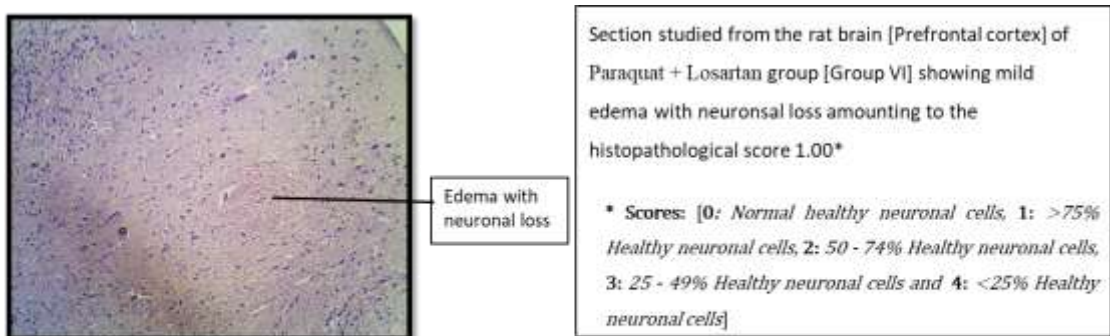 Edema with
neuronal loss
Section studied from the rat brain [Prefrontal cortex] of
Paraquat + Losartan group [Group VI] showing mild
edema with neuronsal loss amounting to the
histopathological score 1.00*
* Scores: [0: Normal healthy neuronal cells, 1: >75%
Healthy neuronal cells, 2: 50 - 74% Healthy neuronal cells,
3: 25 - 49% Healthy neuronal cells and 4: <25% Healthy
neuronal cells]